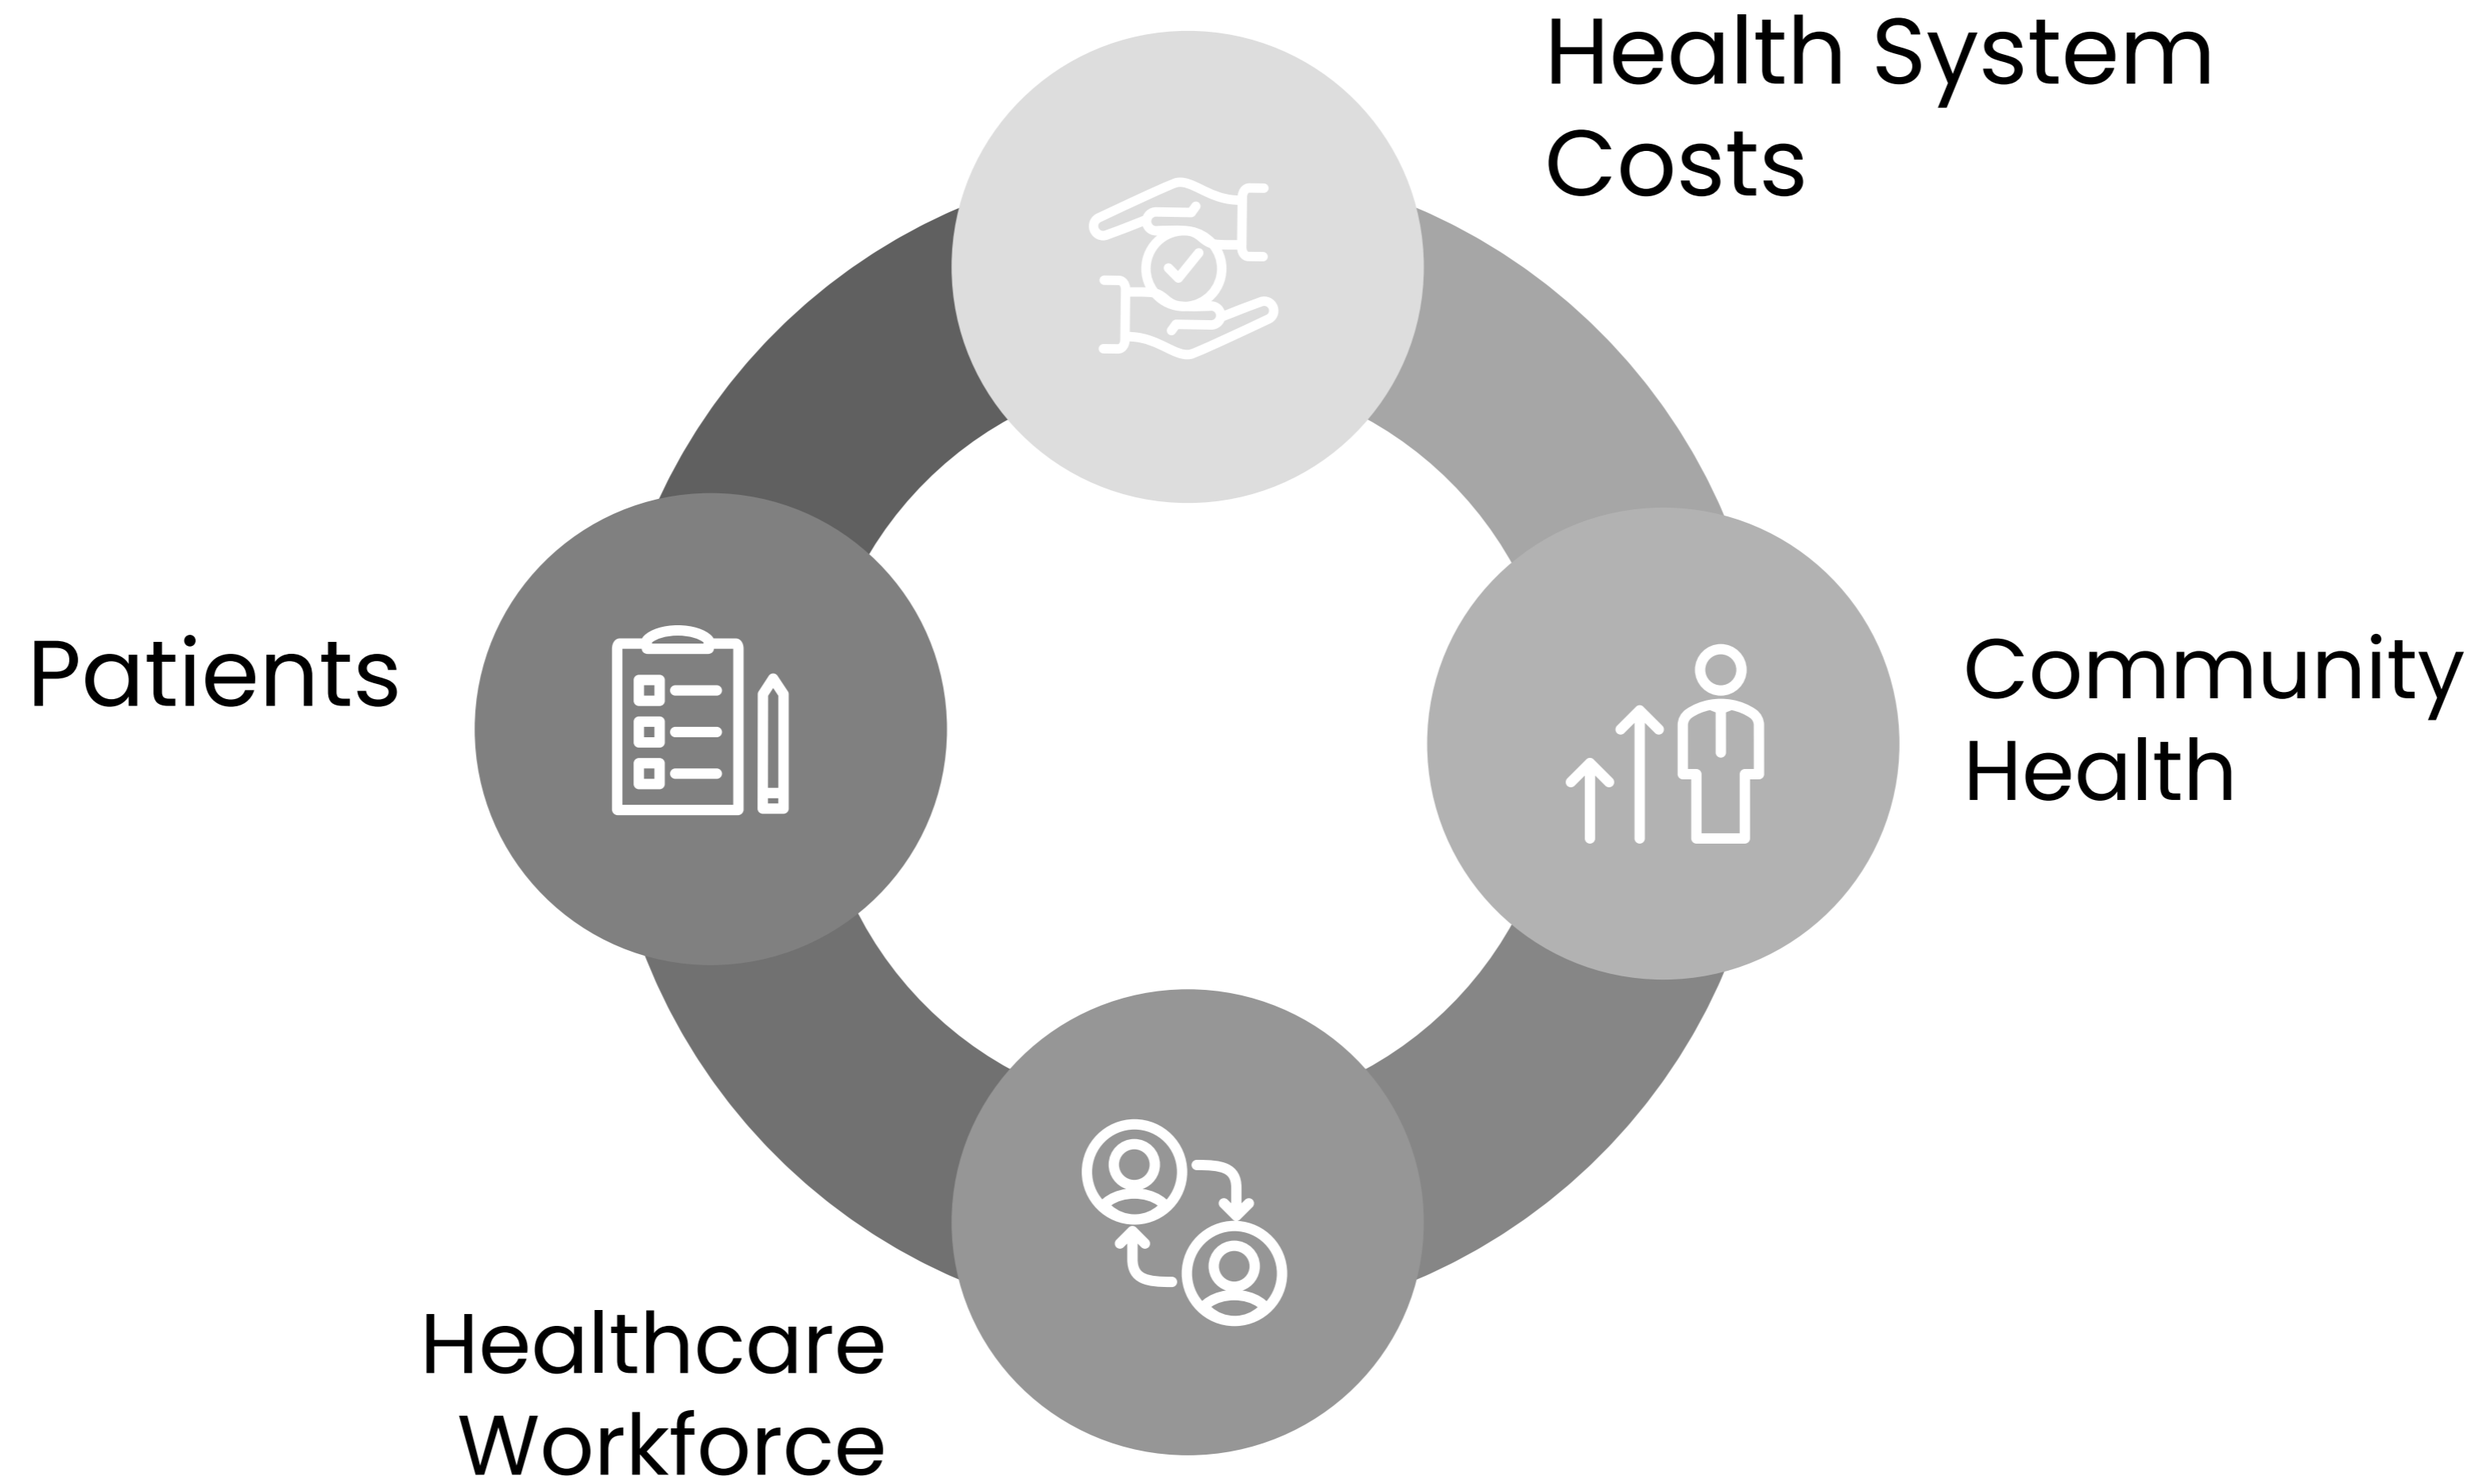 Health System
Costs
Patients
Community
Health
Healthcare
Workforce